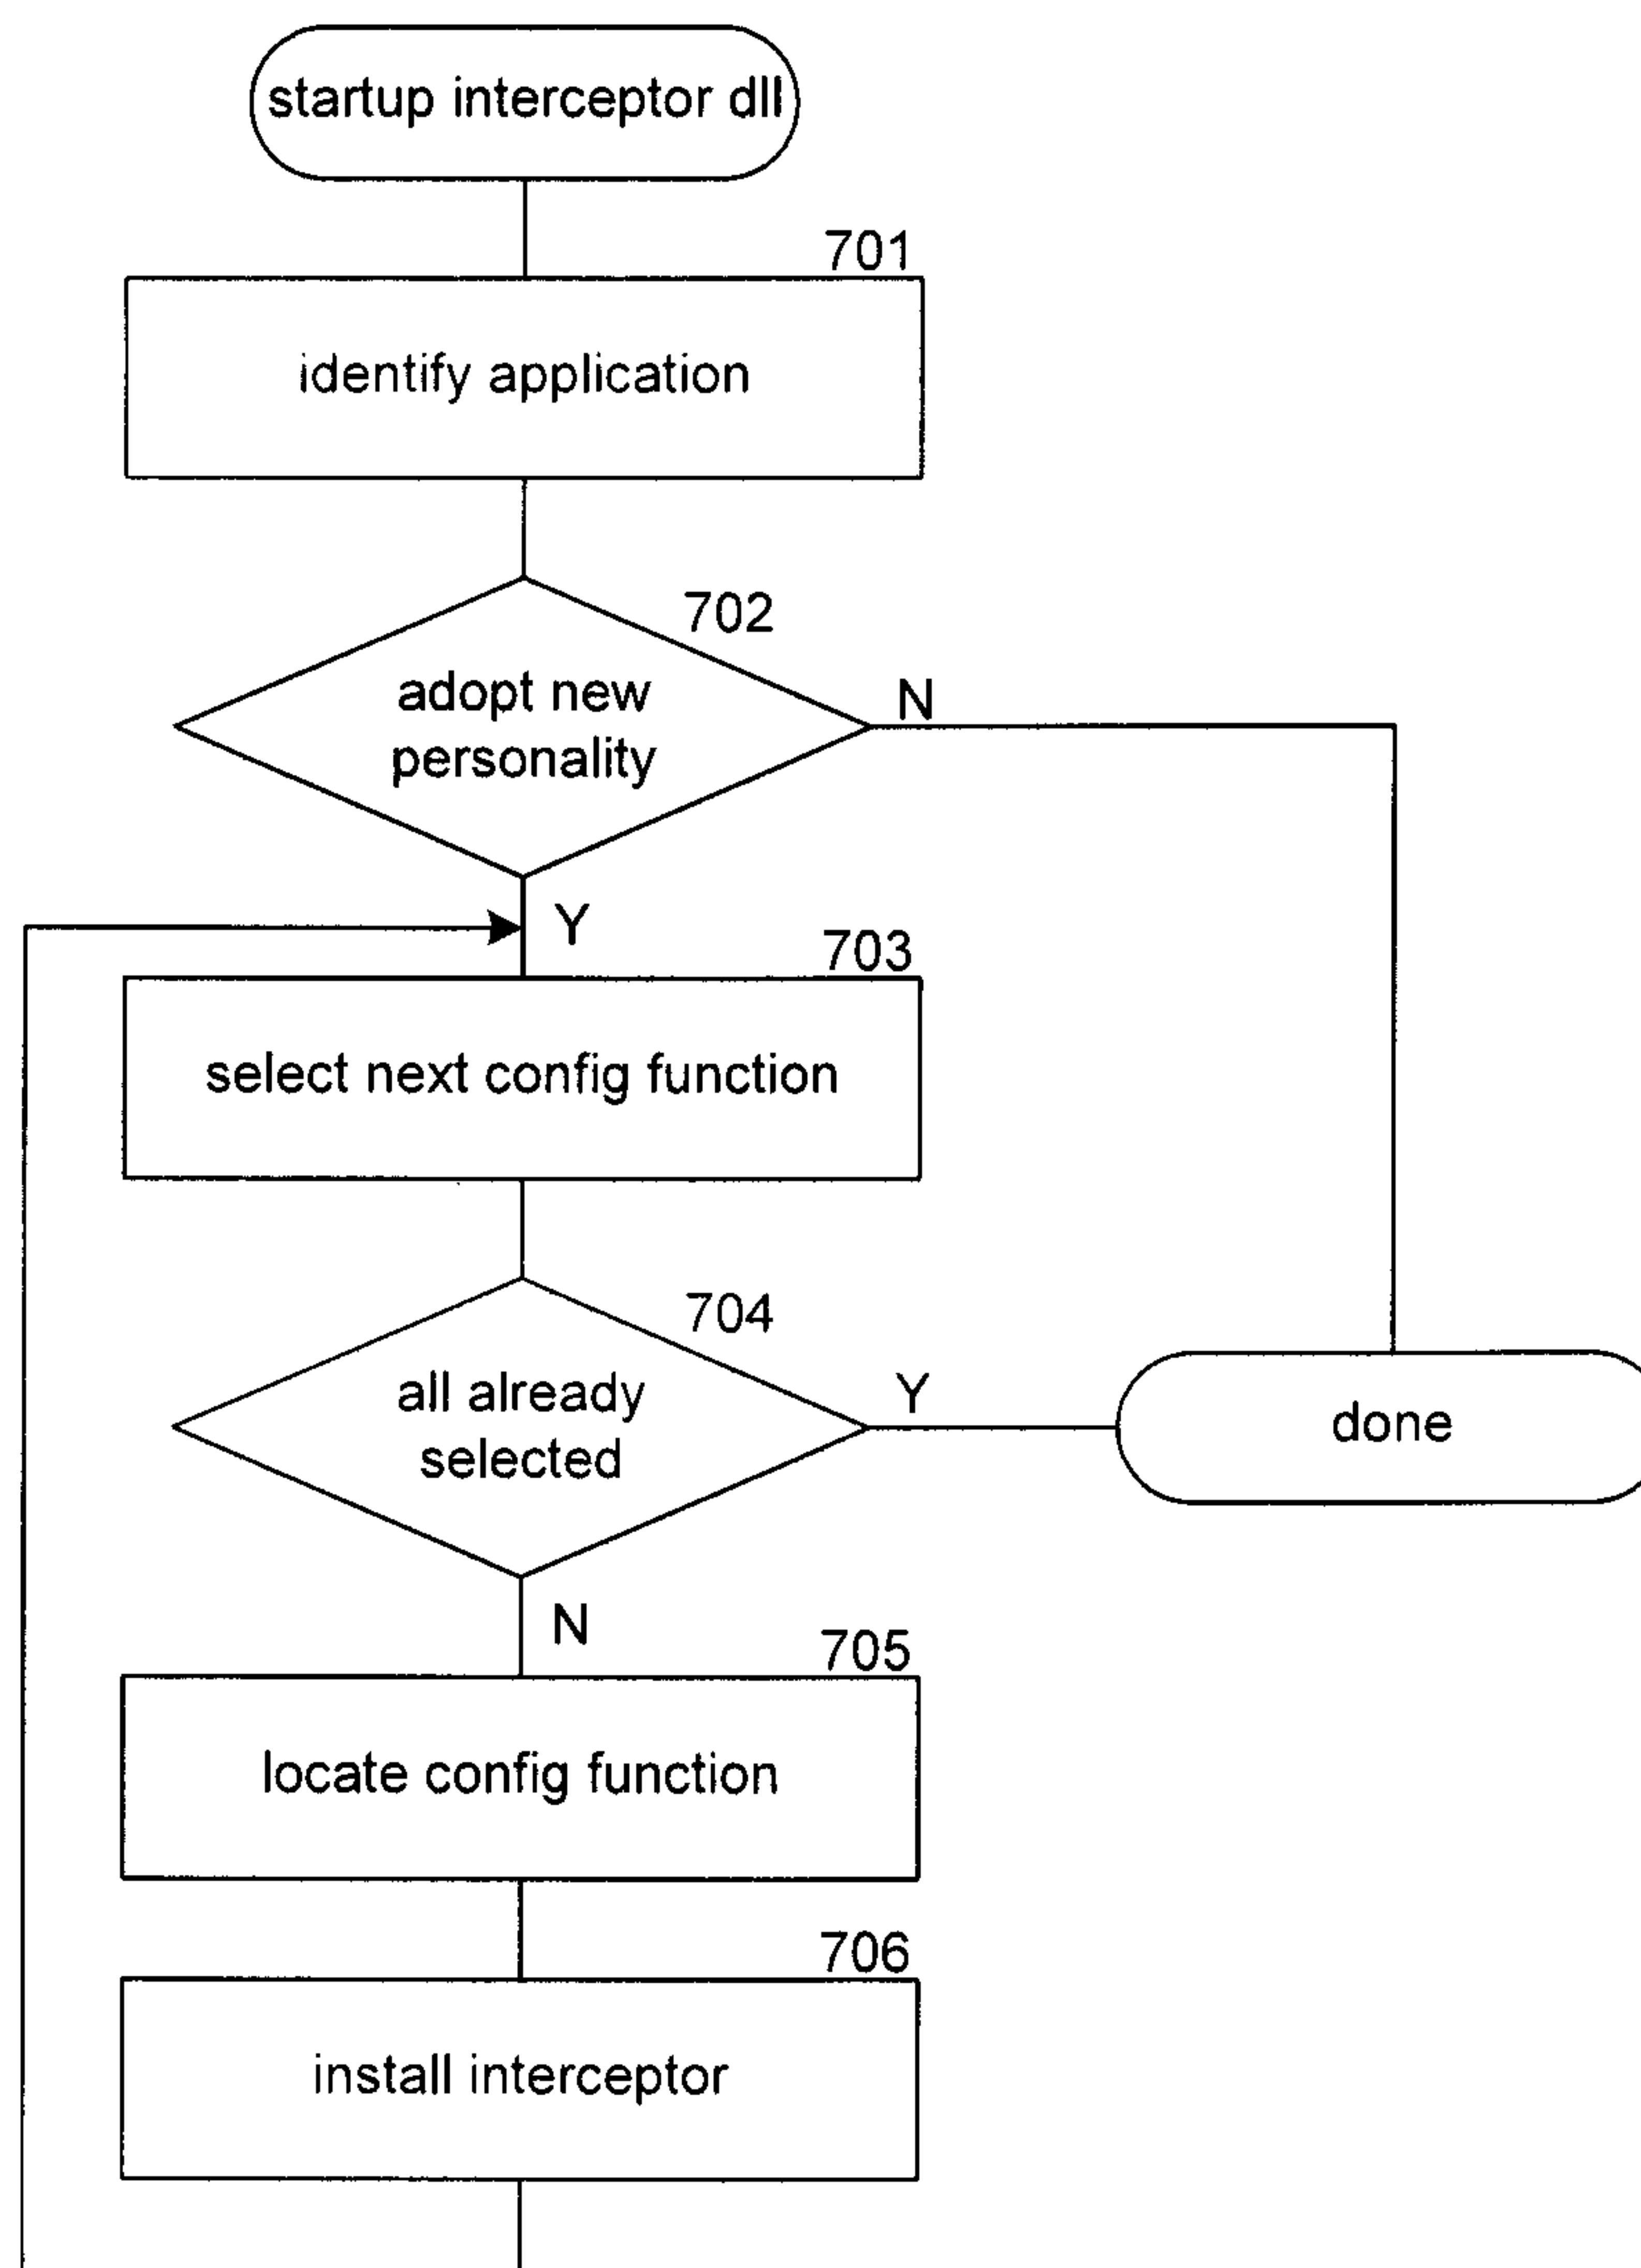 startup interceptor dll
701
identify application
702
adopt new
personality
N
Y
703
select next config function
704
all already
selected
Y
done
N
705
locate config function
706
install interceptor